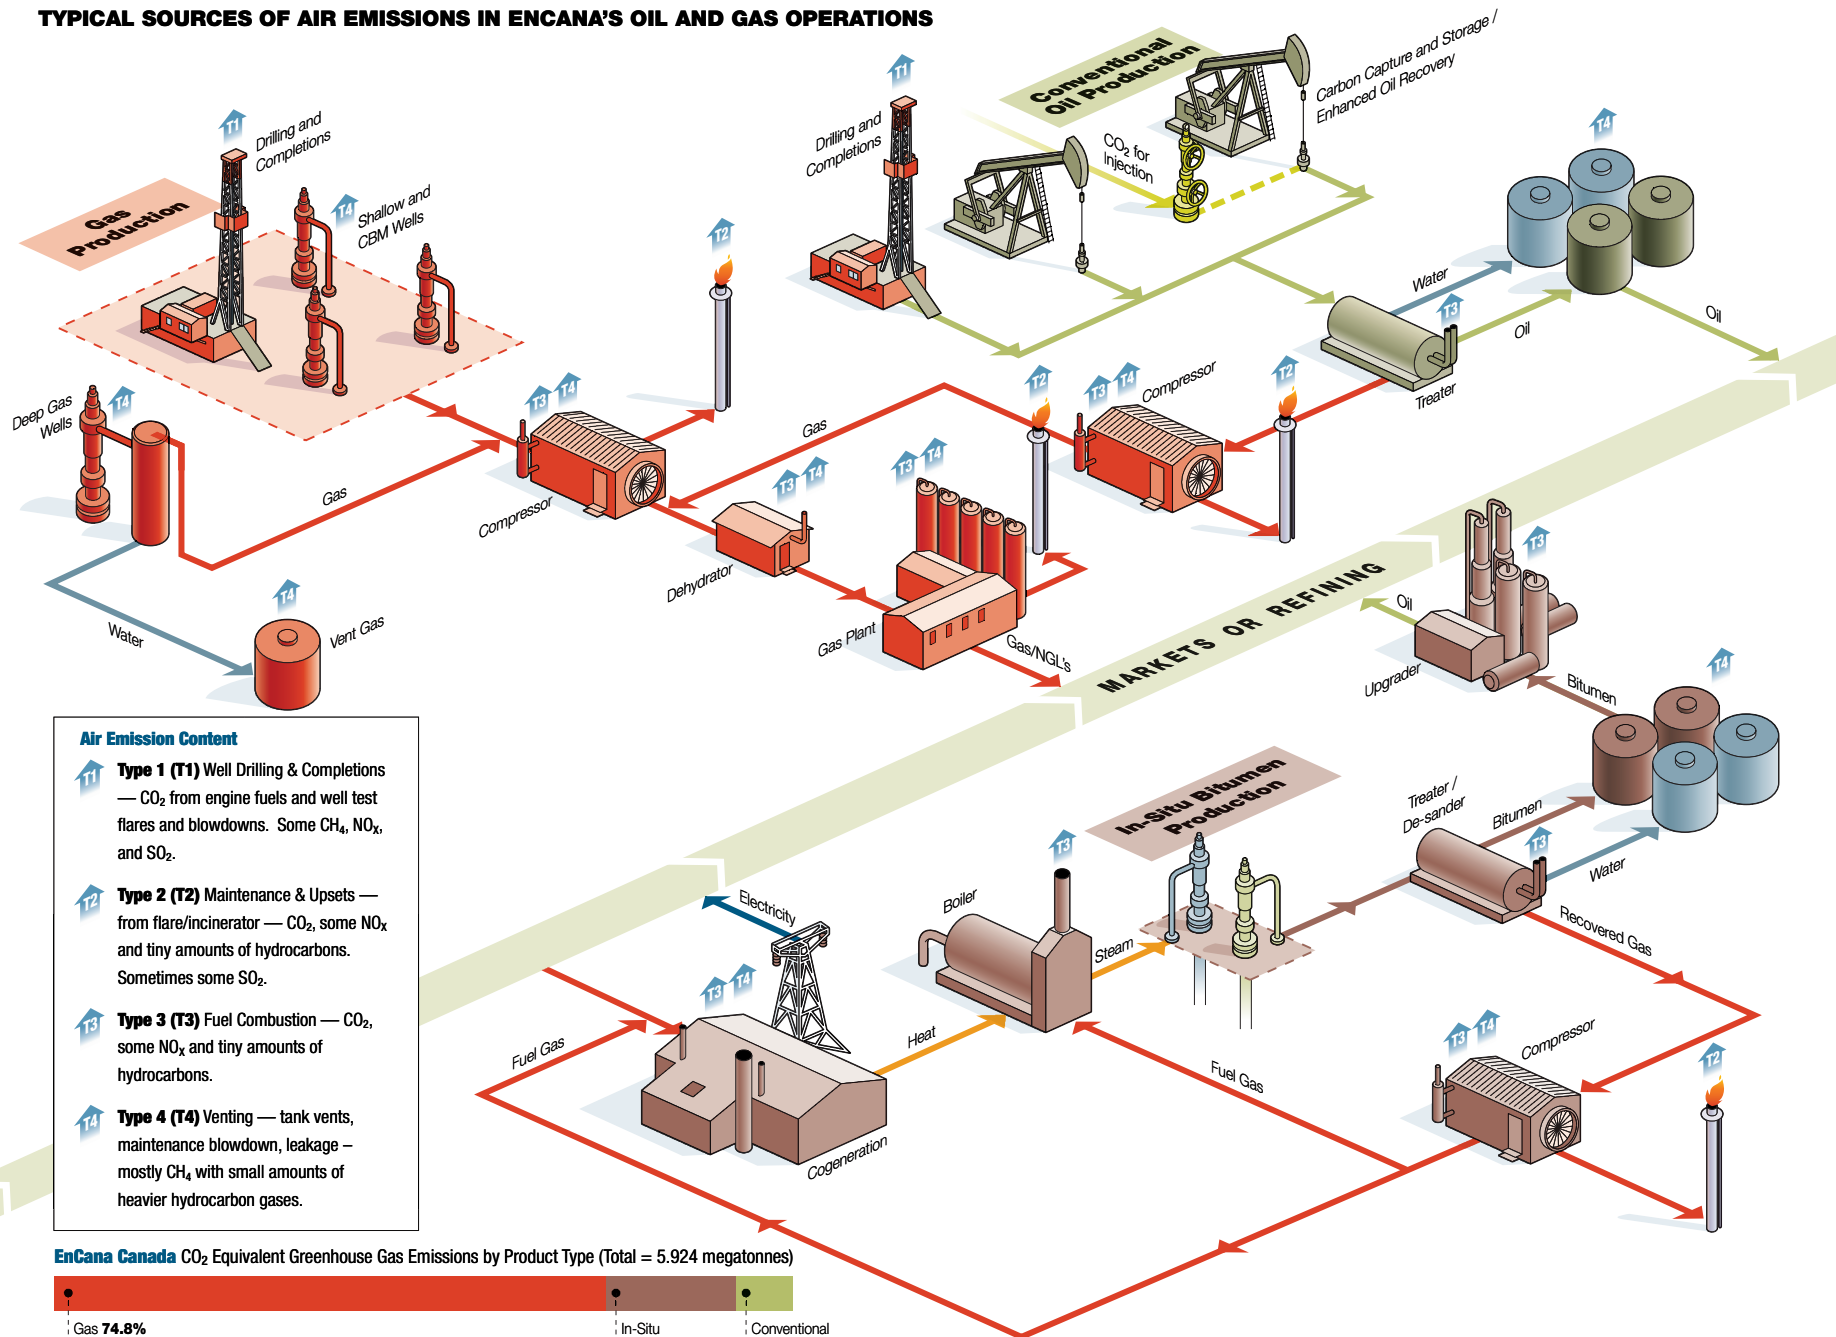 TYPICAL SOURCES OF AIR EMISSIONS IN ENCANA'S OIL AND GAS OPERATIONS
Gas
Production
T1
Drilling and
Completions
T4
Shallow and
CBM Wells
T2
Deep Gas
Wells
T4
T3
T4
Compressor
Gas
Water
T4
Vent Gas
T1
Drilling and
Completions
Conventional
Oil Production
CO₂ for
Injection
Carbon Capture and Storage /
Enhanced Oil Recovery
T4
Water
T3
Oil
Oil
Treater
T2
T3
T4
Compressor
T2
Gas
T3
T4
Dehydrator
T3
T4
Gas Plant
Gas/NGL's
MARKETS OR REFINING
T3
Oil
Upgrader
Bitumen
T4
In-Situ Bitumen
Production
Treater /
De-sander
Bitumen
T3
Water
Recovered Gas
T3
Boiler
Steam
Electricity
T3
T4
Fuel Gas
Heat
Cogeneration
Fuel Gas
T3
T4
Compressor
T2
Air Emission Content
T1
Type 1 (T1) Well Drilling & Completions
— CO₂ from engine fuels and well test
flares and blowdowns. Some CH₄, NOₓ,
and SO₂.
T2
Type 2 (T2) Maintenance & Upsets —
from flare/incinerator — CO₂, some NOₓ
and tiny amounts of hydrocarbons.
Sometimes some SO₂.
T3
Type 3 (T3) Fuel Combustion — CO₂,
some NOₓ and tiny amounts of
hydrocarbons.
T4
Type 4 (T4) Venting — tank vents,
maintenance blowdown, leakage –
mostly CH₄ with small amounts of
heavier hydrocarbon gases.
EnCana Canada CO₂ Equivalent Greenhouse Gas Emissions by Product Type (Total = 5.924 megatonnes)
Gas 74.8%
In-Situ
Conventional